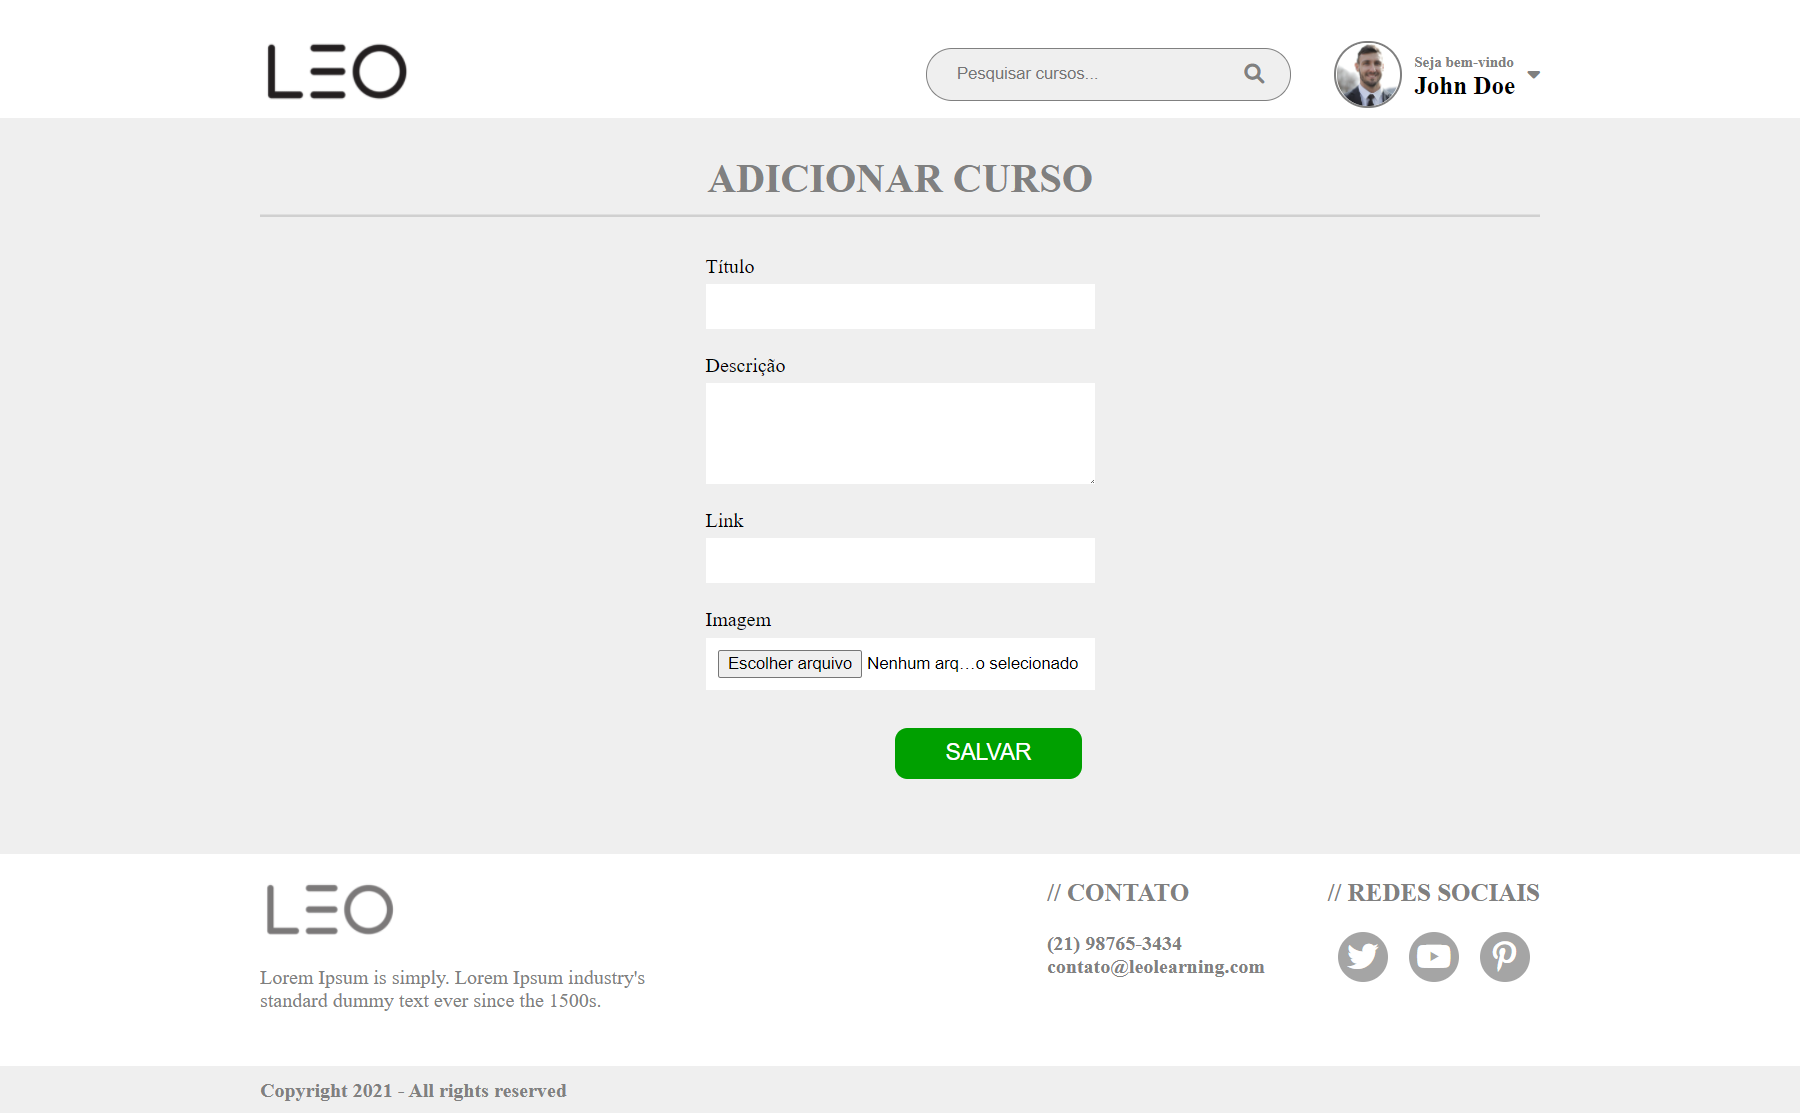 LEO
Pesquisar cursos...
Seja bem-vindo
John Doe
ADICIONAR CURSO
Título
Descrição
Link
Imagem
Escolher arquivo Nenhum arq...o selecionado
SALVAR
LEO
Lorem Ipsum is simply. Lorem Ipsum industry's
standard dummy text ever since the 1500s.
// CONTATO
(21) 98765-3434
contato@leolearning.com
// REDES SOCIAIS
Copyright 2021 - All rights reserved